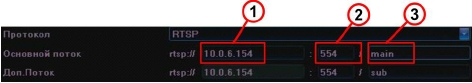 1 2 3
Протокол RTSP
Основной поток rtsp:// 10.0.6.154 : 554 / main
Доп.Поток rtsp:// 10.0.6.154 : 554 / sub